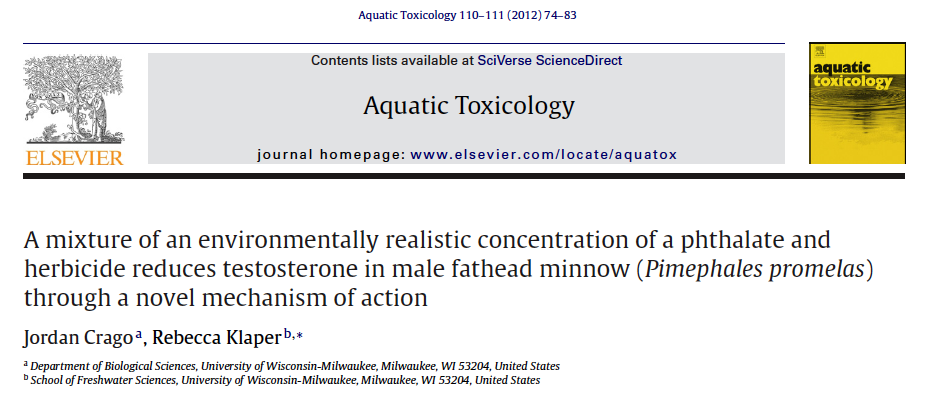 Aquatic Toxicology 110–111 (2012) 74–83
Contents lists available at SciVerse ScienceDirect
Aquatic Toxicology
journal homepage: www.elsevier.com/locate/aquatox
ELSEVIER
aquatic
toxicology
A mixture of an environmentally realistic concentration of a phthalate and
herbicide reduces testosterone in male fathead minnow (Pimephales promelas)
through a novel mechanism of action
Jordan Crago a, Rebecca Klaper b,*
a Department of Biological Sciences, University of Wisconsin-Milwaukee, Milwaukee, WI 53204, United States
b School of Freshwater Sciences, University of Wisconsin-Milwaukee, Milwaukee, WI 53204, United States